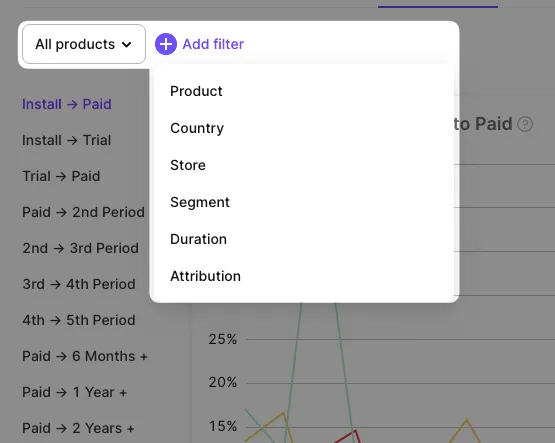 All products
Add filter
Product
Country
Store
Segment
Duration
Attribution
Install → Paid
Install → Trial
Trial → Paid
Paid → 2nd Period
2nd → 3rd Period
3rd → 4th Period
4th → 5th Period
Paid → 6 Months +
Paid → 1 Year +
Paid → 2 Years +
to Paid ?
25%
20%
15%